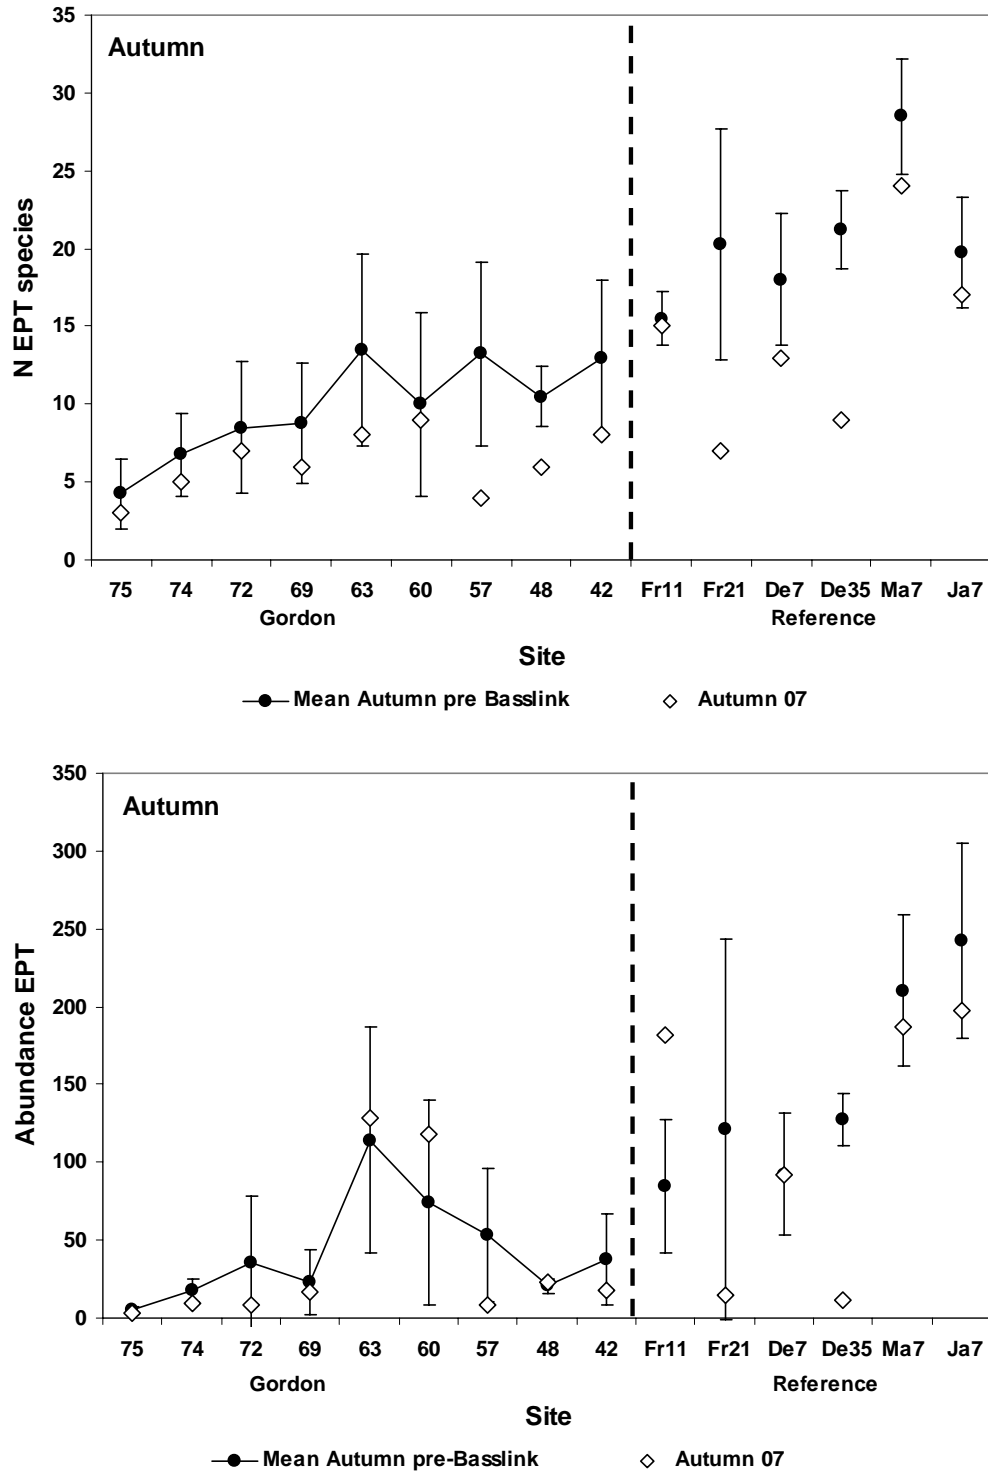 35
30
25
20
15
10
5
0
N EPT species
Autumn
75 74 72 69 63 60 57 48 42 Fr11 Fr21 De7 De35 Ma7 Ja7
Gordon Reference
Site
Mean Autumn pre Basslink Autumn 07
350
300
250
200
150
100
50
0
Abundance EPT
Autumn
75 74 72 69 63 60 57 48 42 Fr11 Fr21 De7 De35 Ma7 Ja7
Gordon Reference
Site
Mean Autumn pre-Basslink Autumn 07